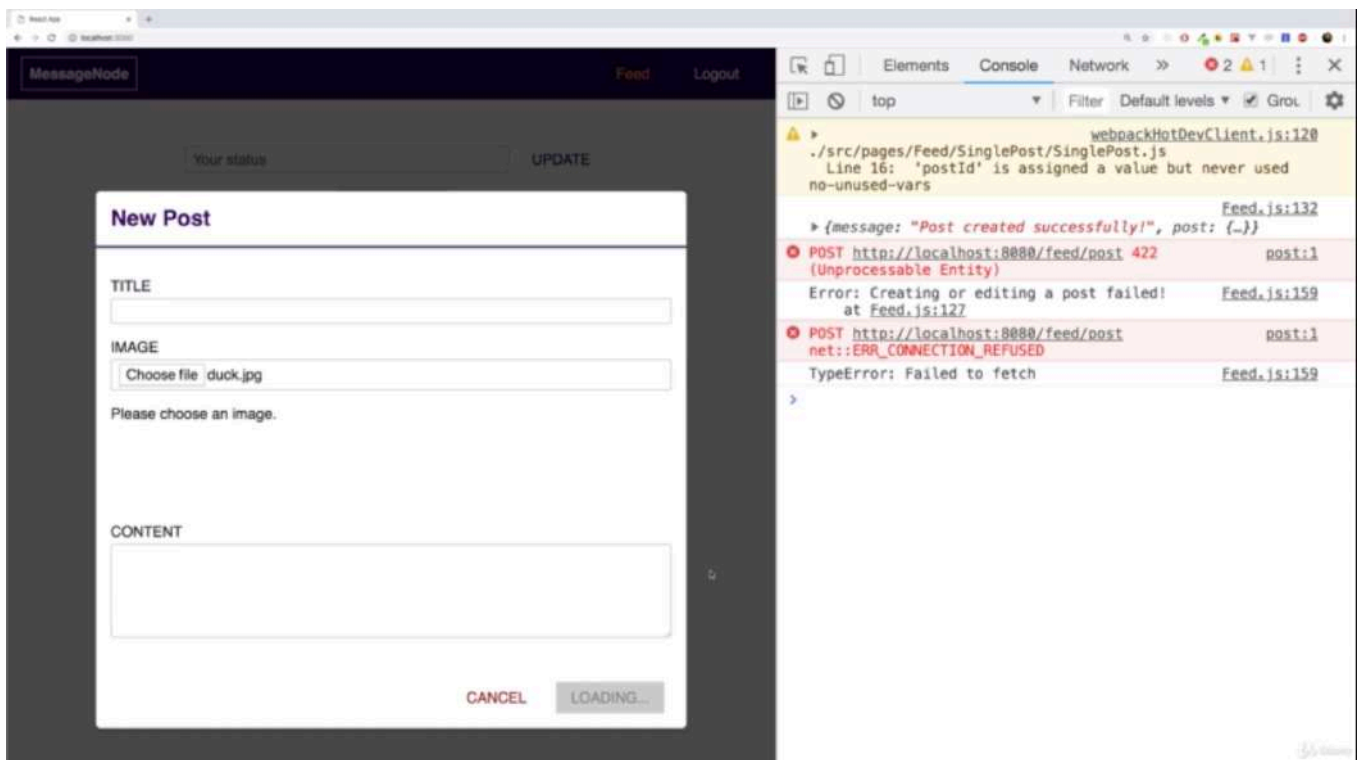 React App
localhost:3000
MessageNode
Feed
Logout
Your status
UPDATE
New Post
TITLE
IMAGE
Choose file duck.jpg
Please choose an image.
CONTENT
CANCEL
LOADING...
Elements Console Network » 2 1
top Filter Default levels ▼ Grou
webpackHotDevClient.js:120
./src/pages/Feed/SinglePost/SinglePost.js
Line 16: 'postId' is assigned a value but never used
no-unused-vars
Feed.js:132
{message: "Post created successfully!", post: {…}}
POST http://localhost:8080/feed/post 422 post:1
(Unprocessable Entity)
Error: Creating or editing a post failed! Feed.js:159
at Feed.js:127
POST http://localhost:8080/feed/post post:1
net::ERR_CONNECTION_REFUSED
TypeError: Failed to fetch Feed.js:159